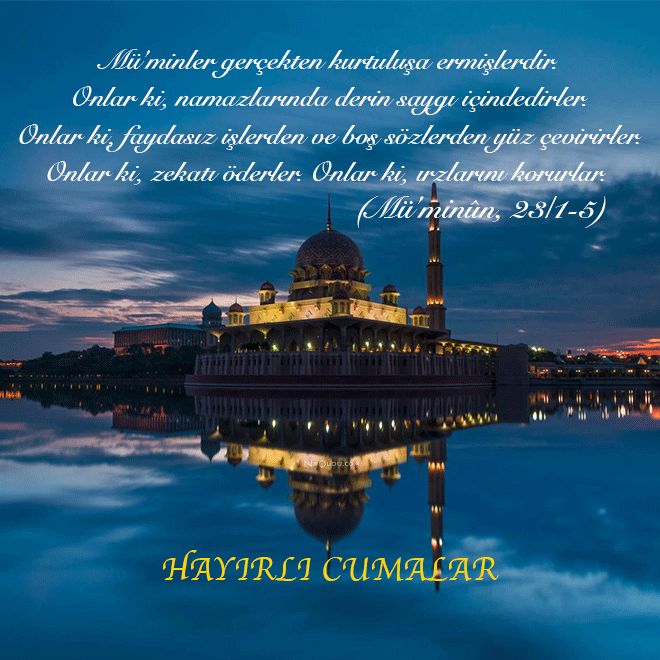 Mü'minler gerçekten kurtuluşa ermişlerdir.
Onlar ki, namazlarında derin saygı içindedirler.
Onlar ki, faydasız işlerden ve boş sözlerden yüz çevirirler.
Onlar ki, zekatı öderler. Onlar ki, ırzlarını korurlar.
(Mü'minûn, 23/1-5)
HAYIRLI CUMALAR